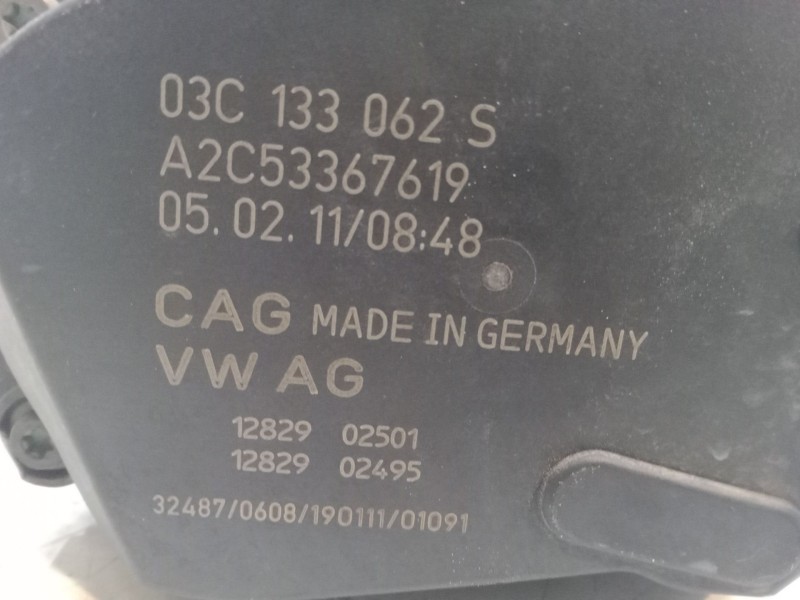 03C 133 062 S
A2C53367619
05.02.11/08:48
CAG MADE IN GERMANY
VW AG
12829 02501
12829 02495
32487/0608/190111/01091